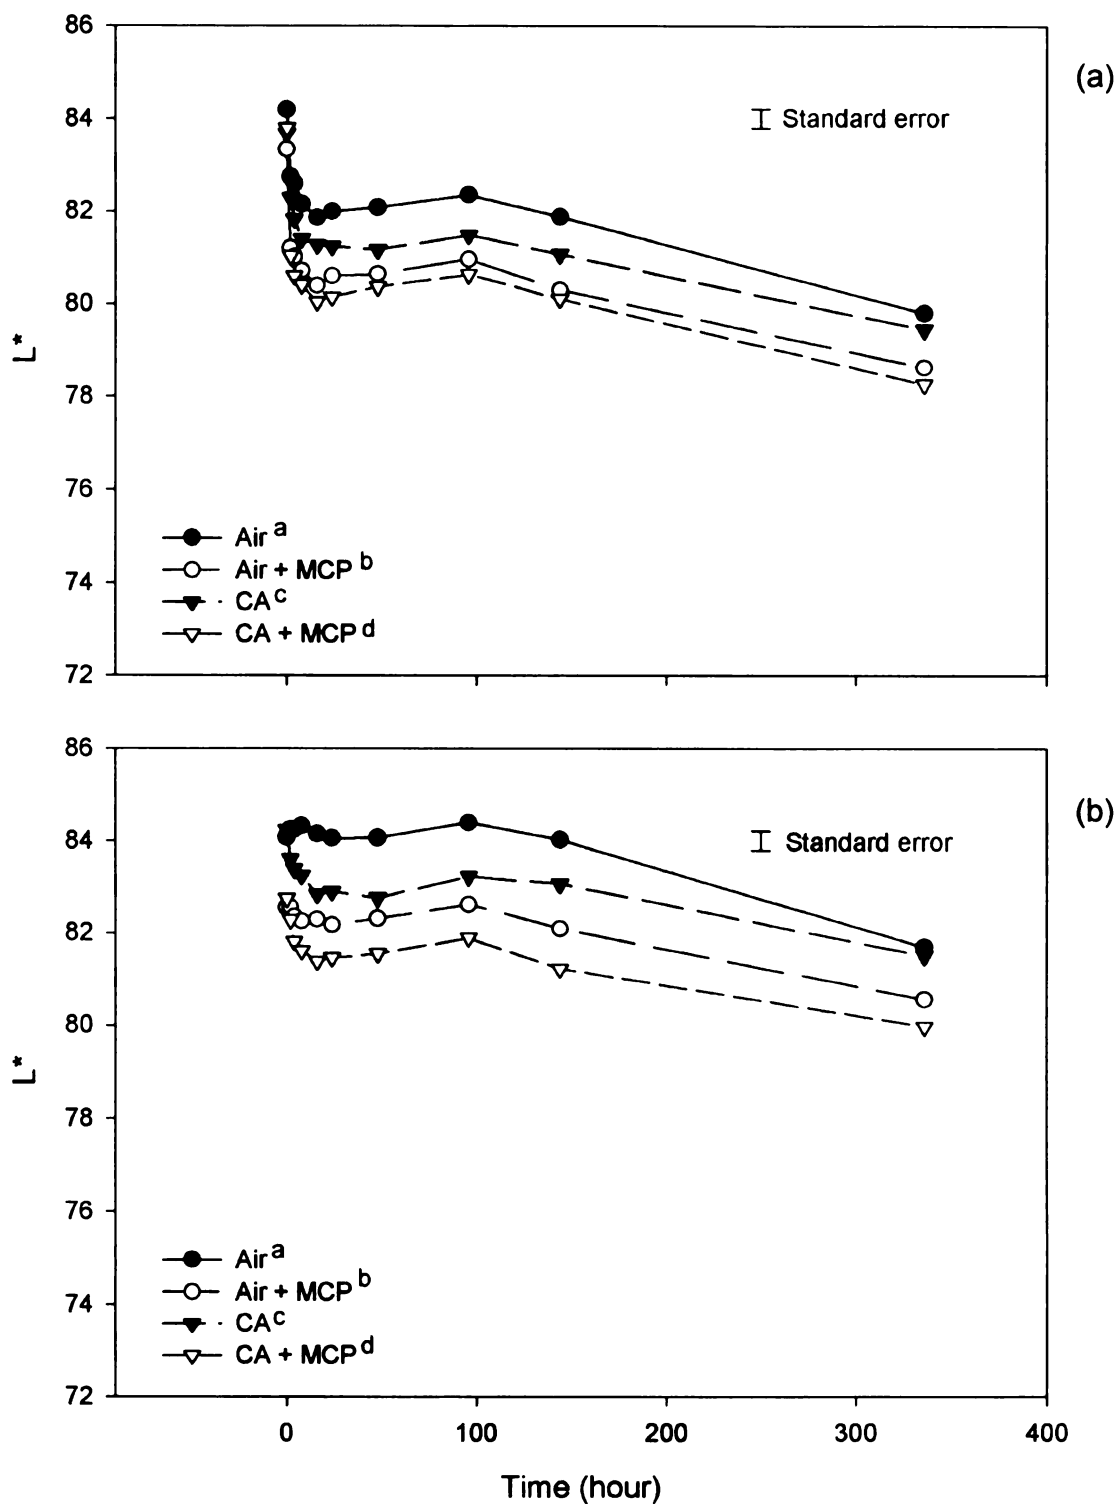 86
(a)
84
Standard error
82
80
L*
78
76
Air a
74
Air + MCP b
CA c
CA + MCP d
72
86
(b)
84
Standard error
82
80
L*
78
76
Air a
74
Air + MCP b
CA c
CA + MCP d
72
0 100 200 300 400
Time (hour)